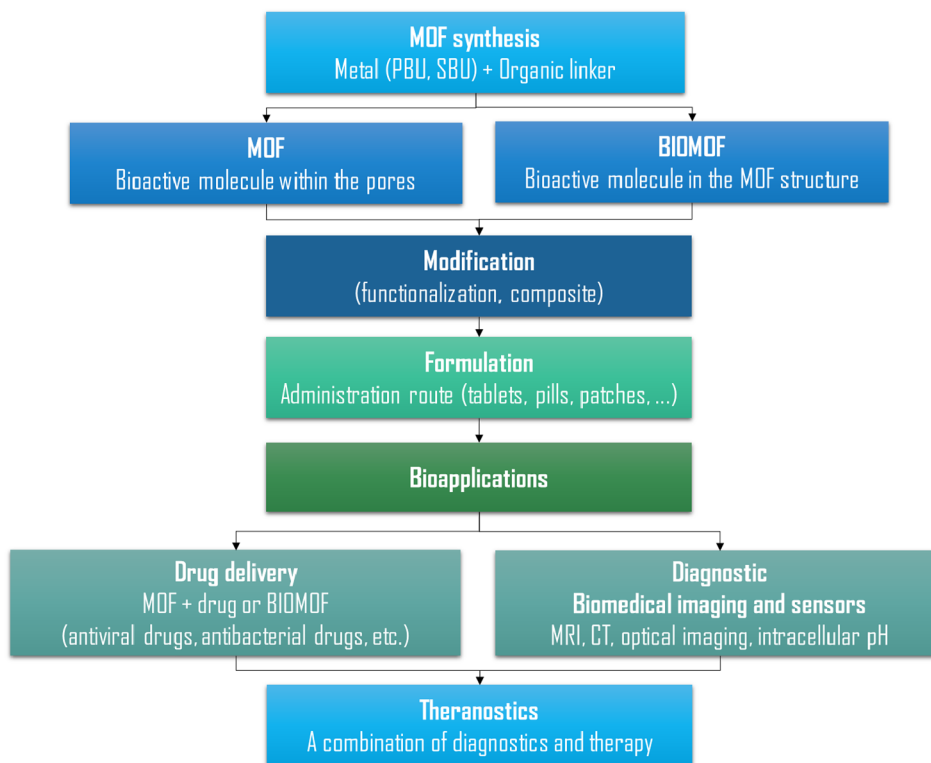 MOF synthesis
Metal (PBU, SBU) + Organic linker
MOF
Bioactive molecule within the pores
BIOMOF
Bioactive molecule in the MOF structure
Modification
(functionalization, composite)
Formulation
Administration route (tablets, pills, patches, ...)
Bioapplications
Drug delivery
MOF + drug or BIOMOF
(antiviral drugs, antibacterial drugs, etc.)
Diagnostic
Biomedical imaging and sensors
MRI, CT, optical imaging, intracellular pH
Theranostics
A combination of diagnostics and therapy